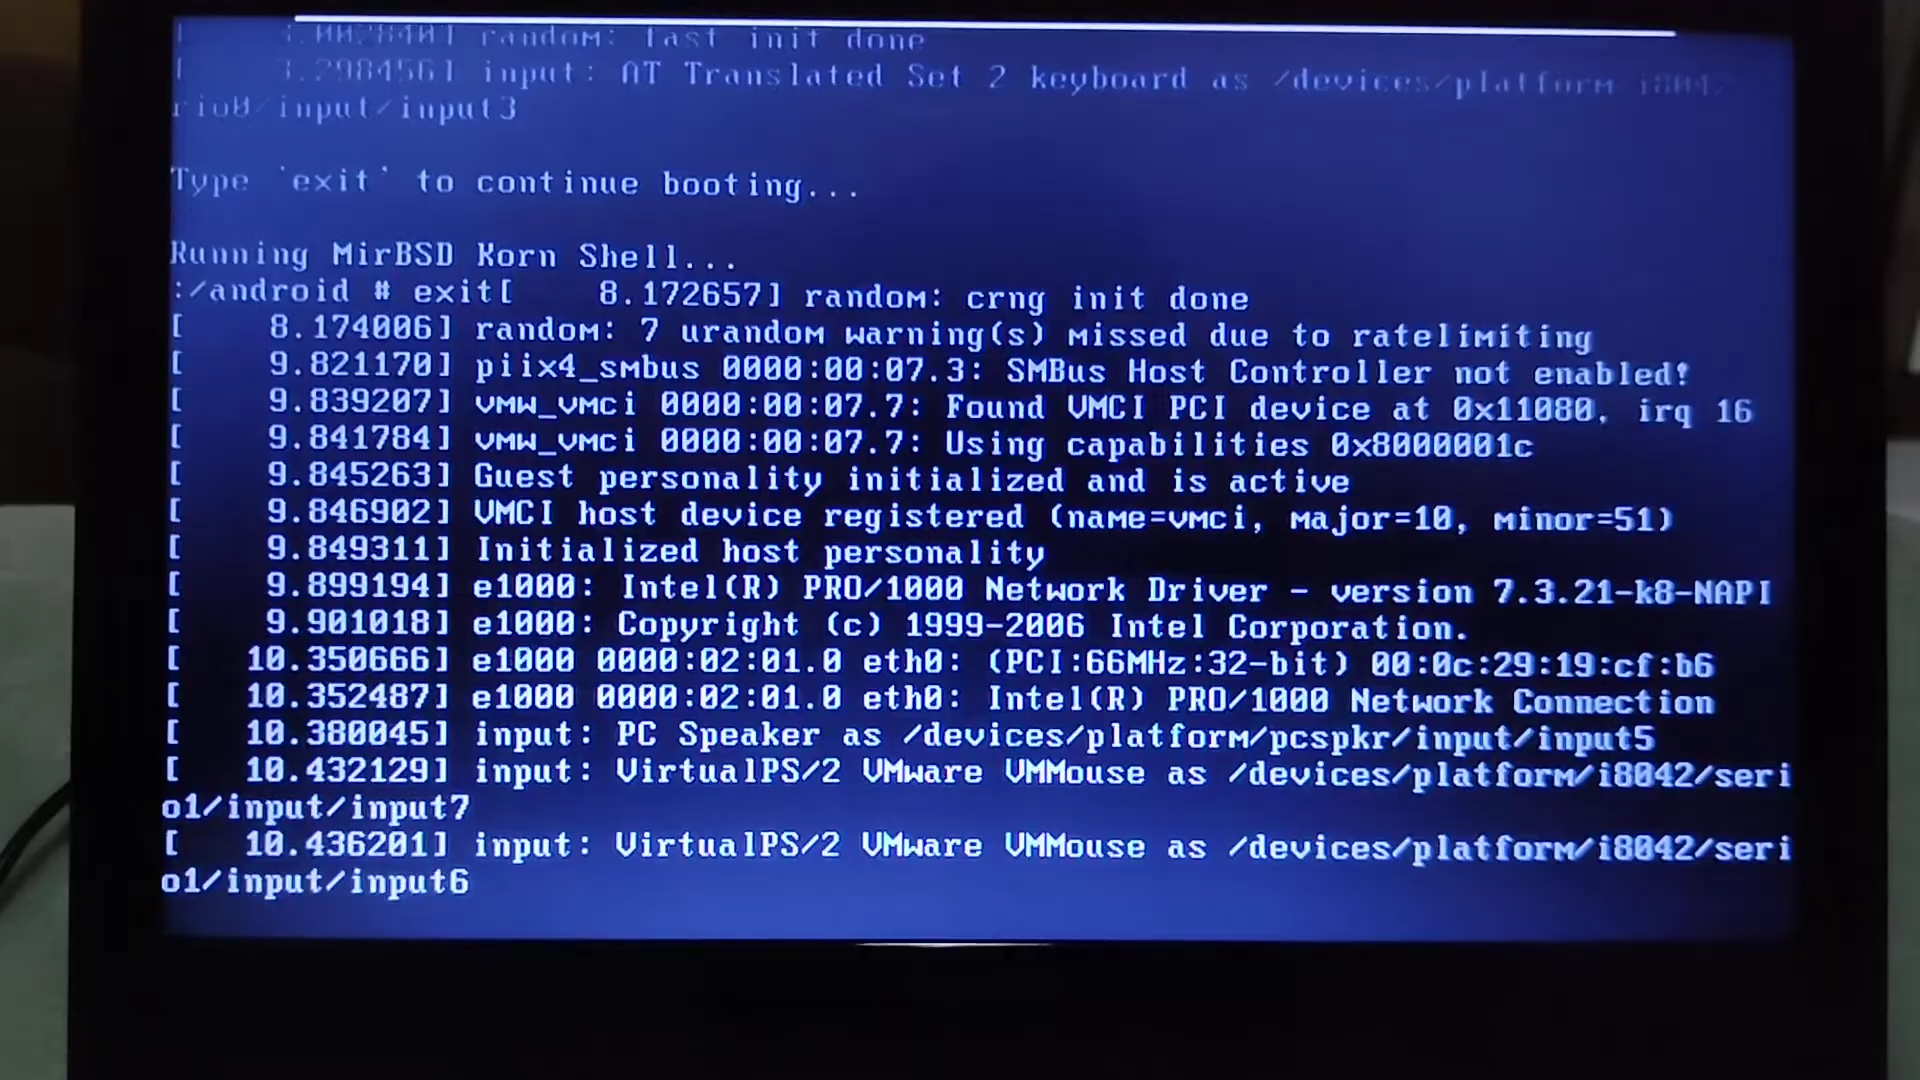 random: fast init done
[ 3.298456] input: AT Translated Set 2 keyboard as /devices/platform i804
rio0/input/input3
Type `exit' to continue booting...
Running MirBSD Korn Shell...
:/android # exit[ 8.172657] random: crng init done
[ 8.174006] random: 7 urandom warning(s) missed due to ratelimiting
[ 9.821170] piix4_smbus 0000:00:07.3: SMBus Host Controller not enabled!
[ 9.839207] vmw_vmci 0000:00:07.7: Found VMCI PCI device at 0x11080, irq 16
[ 9.841784] vmw_vmci 0000:00:07.7: Using capabilities 0x8000001c
[ 9.845263] Guest personality initialized and is active
[ 9.846902] VMCI host device registered (name=vmci, major=10, minor=51)
[ 9.849311] Initialized host personality
[ 9.899194] e1000: Intel(R) PRO/1000 Network Driver - version 7.3.21-k8-NAPI
[ 9.901018] e1000: Copyright (c) 1999-2006 Intel Corporation.
[ 10.350666] e1000 0000:02:01.0 eth0: (PCI:66MHz:32-bit) 00:0c:29:19:cf:b6
[ 10.352487] e1000 0000:02:01.0 eth0: Intel(R) PRO/1000 Network Connection
[ 10.380045] input: PC Speaker as /devices/platform/pcspkr/input/input5
[ 10.432129] input: VirtualPS/2 VMware VMMouse as /devices/platform/i8042/seri
o1/input/input7
[ 10.436201] input: VirtualPS/2 VMware VMMouse as /devices/platform/i8042/seri
o1/input/input6